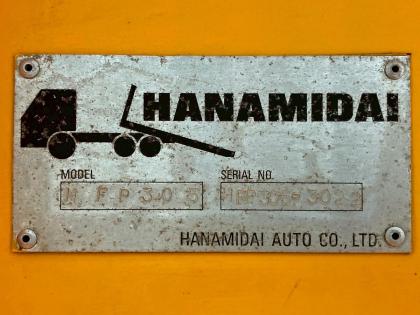 HANAMIDAI
MODEL SERIAL NO.
HANAMIDAI AUTO CO., LTD.